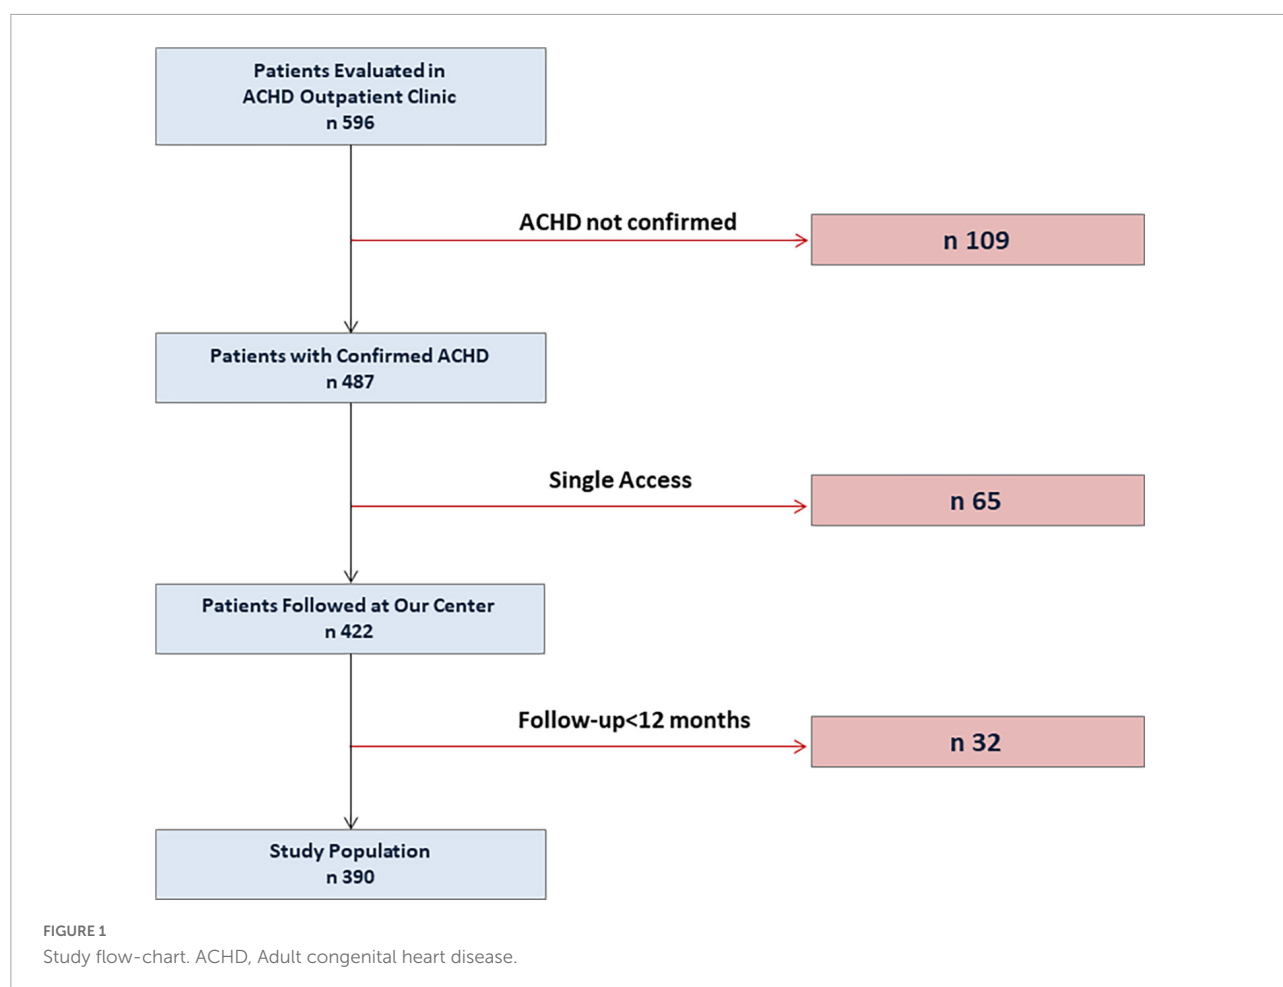 Patients Evaluated in
ACHD Outpatient Clinic
n 596
ACHD not confirmed
n 109
Patients with Confirmed ACHD
n 487
Single Access
n 65
Patients Followed at Our Center
n 422
Follow-up<12 months
n 32
Study Population
n 390
FIGURE 1
Study flow-chart. ACHD, Adult congenital heart disease.